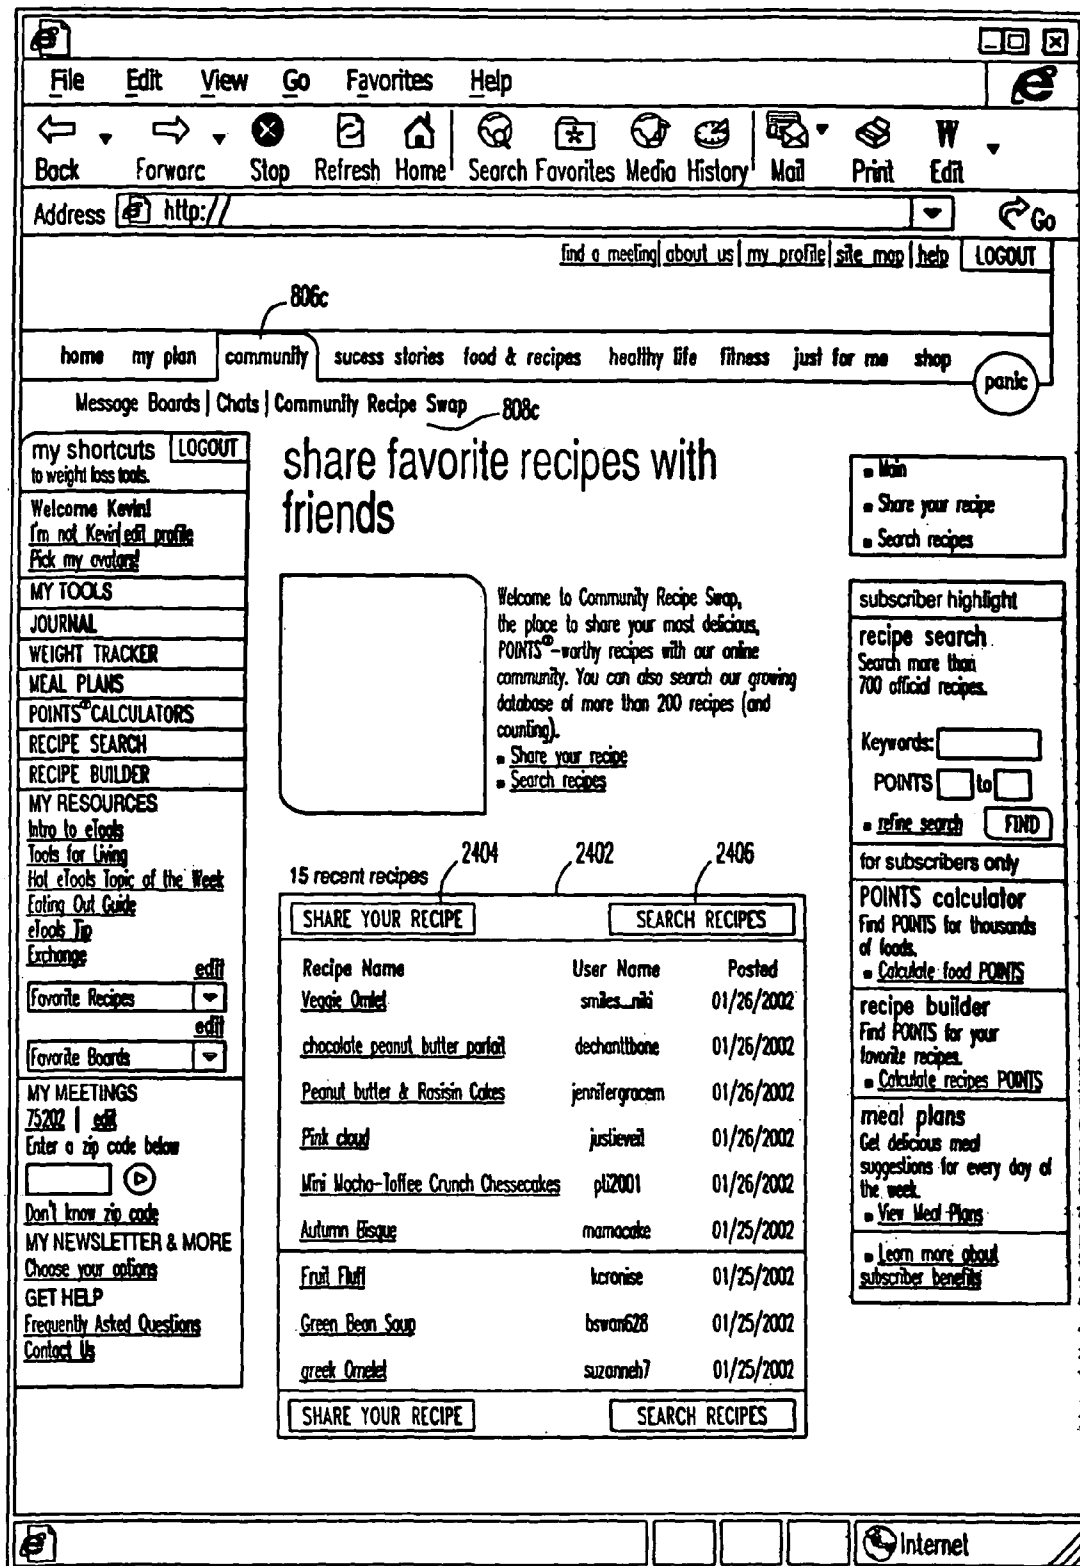 File Edit View Go Favorites Help
Back Forwarc Stop Refresh Home Search Favorites Media History Mail Print Edit
W
Address http:// Go
find a meeting | about us | my profile | site map | help LOGOUT
806c
home my plan community sucess stories food & recipes healthy life fitness just for me shop
panic
Message Boards | Chats | Community Recipe Swap 808c
my shortcuts LOGOUT
to weight loss tools.
Welcome Kevin!
I'm not Kevin| edit profile
Pick my avatars!
MY TOOLS
JOURNAL
WEIGHT TRACKER
MEAL PLANS
POINTS® CALCULATORS
RECIPE SEARCH
RECIPE BUILDER
MY RESOURCES
Intro to eTools
Tools for Living
Hot eTools Topic of the Week
Eating Out Guide
eTools Tip
Exchange
edit
Favorite Recipes
edit
Favorite Boards
MY MEETINGS
75202 | edit
Enter a zip code below
Don't know zip code
MY NEWSLETTER & MORE
Choose your options
GET HELP
Frequently Asked Questions
Contact Us
share favorite recipes with
friends
Welcome to Community Recipe Swap,
the place to share your most delicious,
POINTS®-worthy recipes with our online
community. You can also search our growing
database of more than 200 recipes (and
counting).
Share your recipe
Search recipes
15 recent recipes
2404 2402 2406
SHARE YOUR RECIPE SEARCH RECIPES
Recipe Name User Name Posted
Veggie Omlet smiles_niki 01/26/2002
chocolate peanut butter parfait dechanttbone 01/26/2002
Peanut butter & Rasisin Cakes jennifergracem 01/26/2002
Pink cloud justieveil 01/26/2002
Mini Mocha-Toffee Crunch Chessecakes pti2001 01/26/2002
Autumn Bisque mamacake 01/25/2002
Fruit Fluff kcronise 01/25/2002
Green Bean Soup bswan628 01/25/2002
greek Omelet suzanneh7 01/25/2002
SHARE YOUR RECIPE SEARCH RECIPES
Main
Share your recipe
Search recipes
subscriber highlight
recipe search
Search more than
700 official recipes.
Keywords:
POINTS to
refine search FIND
for subscribers only
POINTS calculator
Find POINTS for thousands
of foods.
Calculate food POINTS
recipe builder
Find POINTS for your
favorite recipes.
Calculate recipes POINTS
meal plans
Get delicious meal
suggestions for every day of
the week.
View Meal Plans
Learn more about
subscriber benefits
Internet